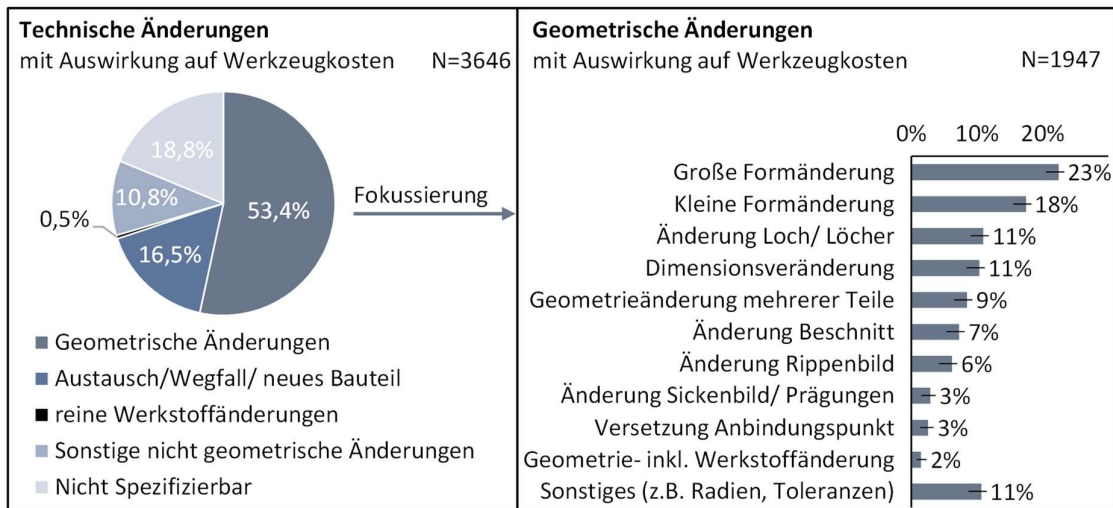 Technische Änderungen
mit Auswirkung auf Werkzeugkosten N=3646
18,8%
10,8%
0,5%
53,4%
16,5%
Geometrische Änderungen
Austausch/Wegfall/ neues Bauteil
reine Werkstoffänderungen
Sonstige nicht geometrische Änderungen
Nicht Spezifizierbar
Fokussierung
Geometrische Änderungen
mit Auswirkung auf Werkzeugkosten N=1947
0% 10% 20%
Große Formänderung 23%
Kleine Formänderung 18%
Änderung Loch/ Löcher 11%
Dimensionsveränderung 11%
Geometrieänderung mehrerer Teile 9%
Änderung Beschnitt 7%
Änderung Rippenbild 6%
Änderung Sickenbild/ Prägungen 3%
Versetzung Anbindungspunkt 3%
Geometrie- inkl. Werkstoffänderung 2%
Sonstiges (z.B. Radien, Toleranzen) 11%